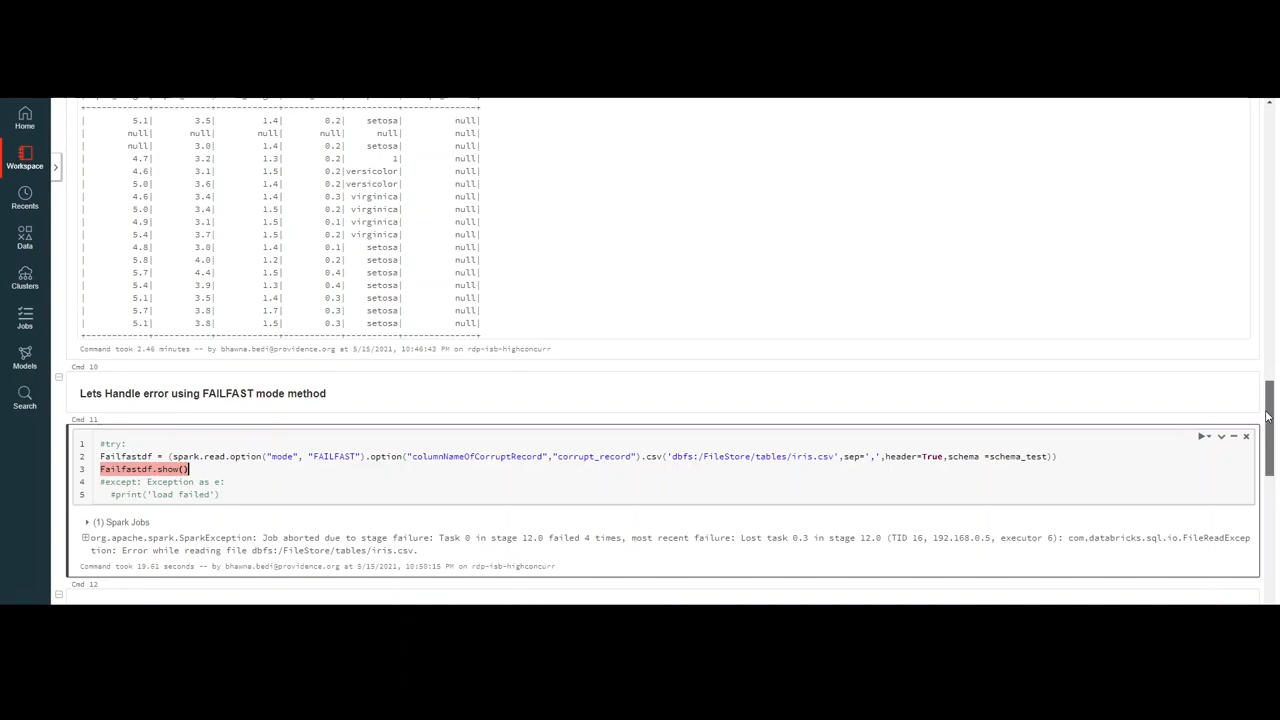 Home
Workspace
Recents
Data
Clusters
Jobs
Models
Search
+----------+----------+----------+----------+----------+--------------+
| 5.1| 3.5| 1.4| 0.2| setosa| null|
| null| null| null| null| null| null|
| null| 3.0| 1.4| 0.2| setosa| null|
| 4.7| 3.2| 1.3| 0.2| 1| null|
| 4.6| 3.1| 1.5| 0.2|versicolor| null|
| 5.0| 3.6| 1.4| 0.2|versicolor| null|
| 4.6| 3.4| 1.4| 0.3| virginica| null|
| 5.0| 3.4| 1.5| 0.2| virginica| null|
| 4.9| 3.1| 1.5| 0.1| virginica| null|
| 5.4| 3.7| 1.5| 0.2| virginica| null|
| 4.8| 3.0| 1.4| 0.1| setosa| null|
| 5.8| 4.0| 1.2| 0.2| setosa| null|
| 5.7| 4.4| 1.5| 0.4| setosa| null|
| 5.4| 3.9| 1.3| 0.4| setosa| null|
| 5.1| 3.5| 1.4| 0.3| setosa| null|
| 5.7| 3.8| 1.7| 0.3| setosa| null|
| 5.1| 3.8| 1.5| 0.3| setosa| null|
+----------+----------+----------+----------+----------+--------------+
Command took 2.46 minutes -- by bhawna.bedi@providence.org at 5/15/2021, 10:46:43 PM on rdp-isb-highconcurr
Cmd 10
Lets Handle error using FAILFAST mode method
Cmd 11
1 #try:
2 Failfastdf = (spark.read.option("mode", "FAILFAST").option("columnNameOfCorruptRecord","corrupt_record").csv('dbfs:/FileStore/tables/iris.csv',sep=',',header=True,schema =schema_test))
3 Failfastdf.show()
4 #except: Exception as e:
5 #print('load failed')
(1) Spark Jobs
org.apache.spark.SparkException: Job aborted due to stage failure: Task 0 in stage 12.0 failed 4 times, most recent failure: Lost task 0.3 in stage 12.0 (TID 16, 192.168.0.5, executor 6): com.databricks.sql.io.FileReadExcep
tion: Error while reading file dbfs:/FileStore/tables/iris.csv.
Command took 19.61 seconds -- by bhawna.bedi@providence.org at 5/15/2021, 10:50:15 PM on rdp-isb-highconcurr
Cmd 12